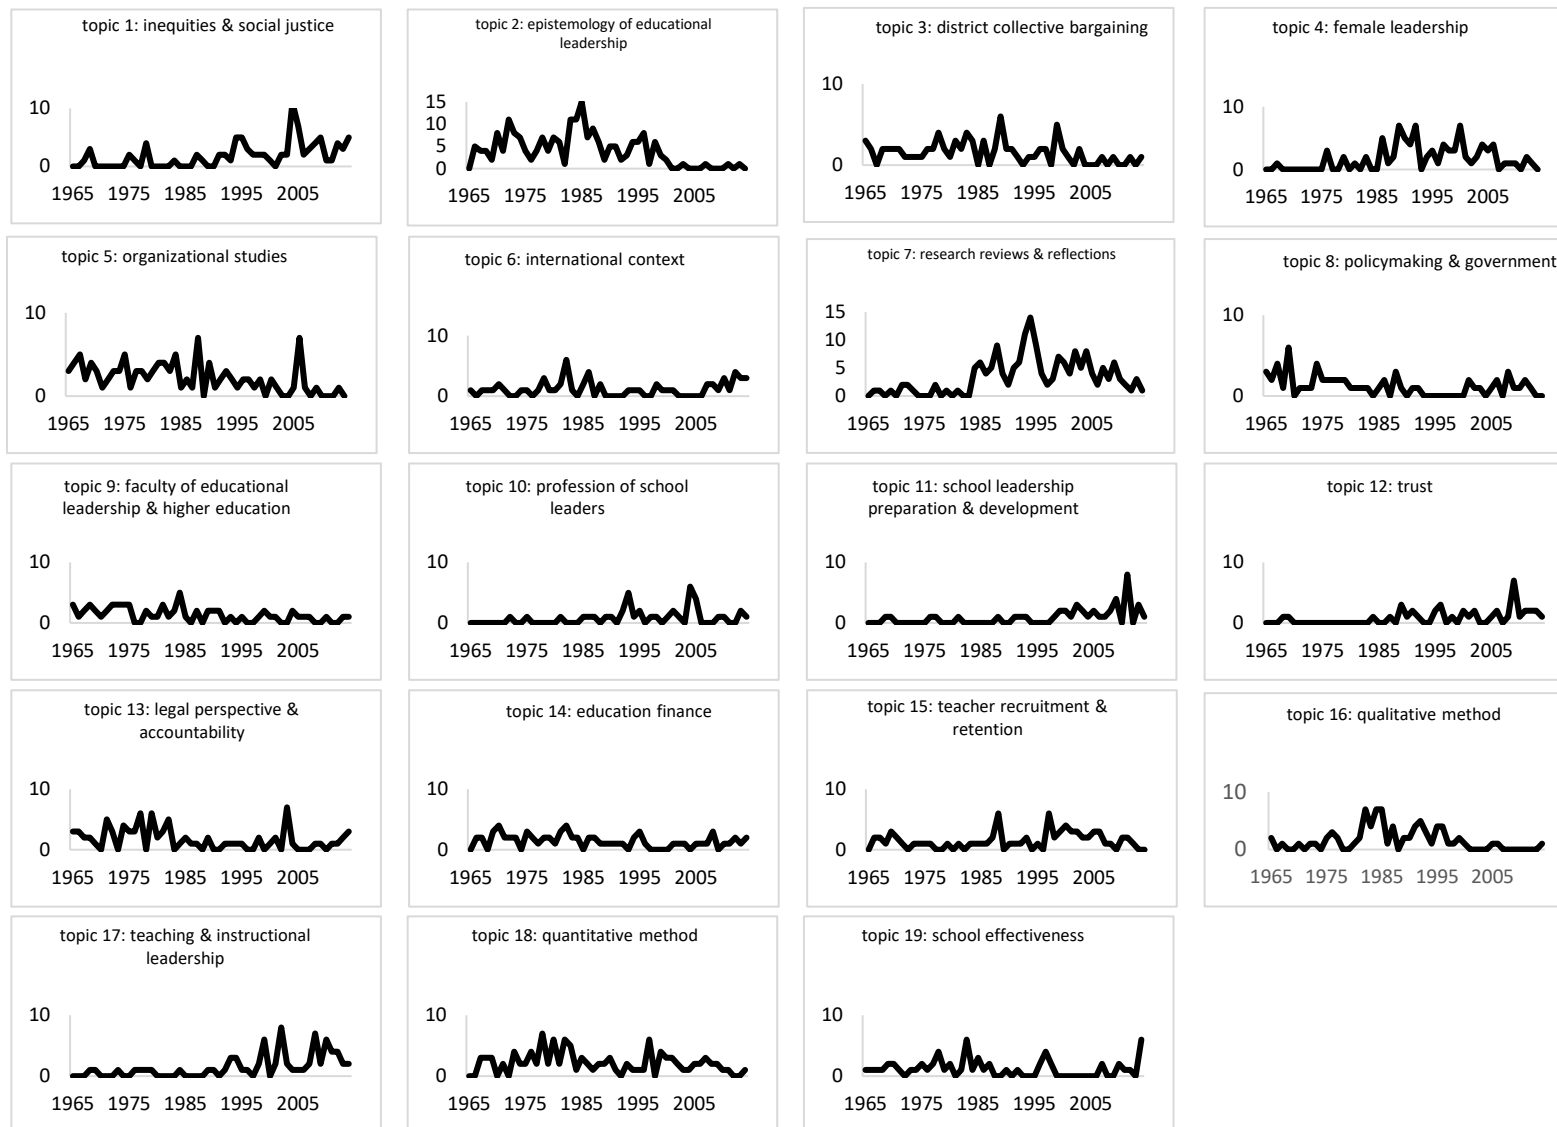 topic 1: inequities & social justice
10
0
1965 1975 1985 1995 2005
topic 2: epistemology of educational
leadership
15
10
5
0
1965 1975 1985 1995 2005
topic 3: district collective bargaining
10
0
1965 1975 1985 1995 2005
topic 4: female leadership
10
0
1965 1975 1985 1995 2005
topic 5: organizational studies
10
0
1965 1975 1985 1995 2005
topic 6: international context
10
0
1965 1975 1985 1995 2005
topic 7: research reviews & reflections
15
10
5
0
1965 1975 1985 1995 2005
topic 8: policymaking & government
10
0
1965 1975 1985 1995 2005
topic 9: faculty of educational
leadership & higher education
10
0
1965 1975 1985 1995 2005
topic 10: profession of school
leaders
10
0
1965 1975 1985 1995 2005
topic 11: school leadership
preparation & development
10
0
1965 1975 1985 1995 2005
topic 12: trust
10
0
1965 1975 1985 1995 2005
topic 13: legal perspective &
accountability
10
0
1965 1975 1985 1995 2005
topic 14: education finance
10
0
1965 1975 1985 1995 2005
topic 15: teacher recruitment &
retention
10
0
1965 1975 1985 1995 2005
topic 16: qualitative method
10
0
1965 1975 1985 1995 2005
topic 17: teaching & instructional
leadership
10
0
1965 1975 1985 1995 2005
topic 18: quantitative method
10
0
1965 1975 1985 1995 2005
topic 19: school effectiveness
10
0
1965 1975 1985 1995 2005